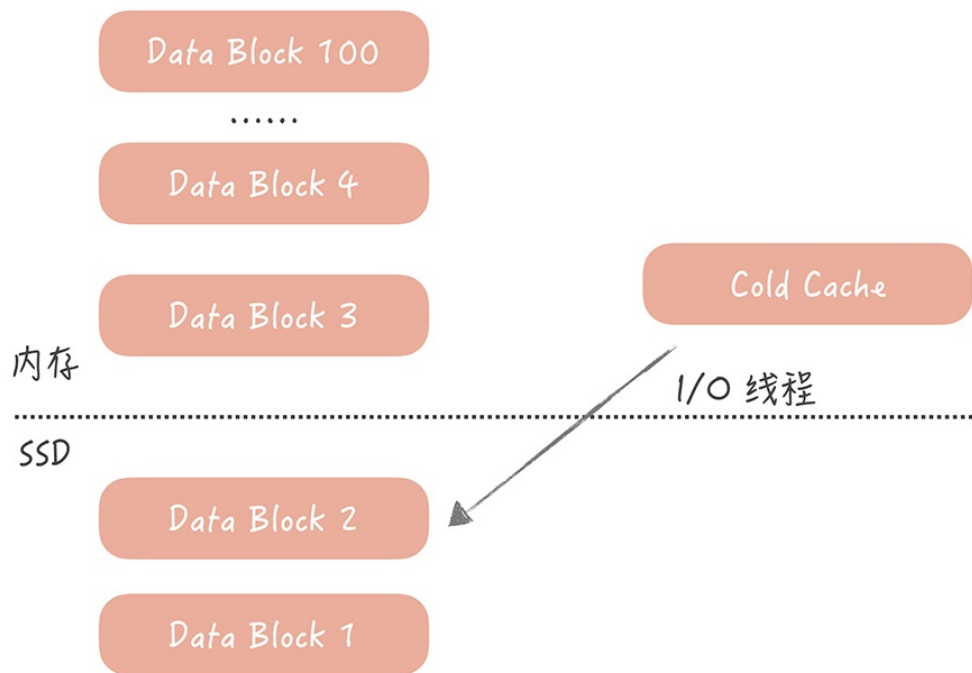 Data Block 100
......
Data Block 4
Data Block 3
Cold Cache
内存
I/O 线程
SSD
Data Block 2
Data Block 1